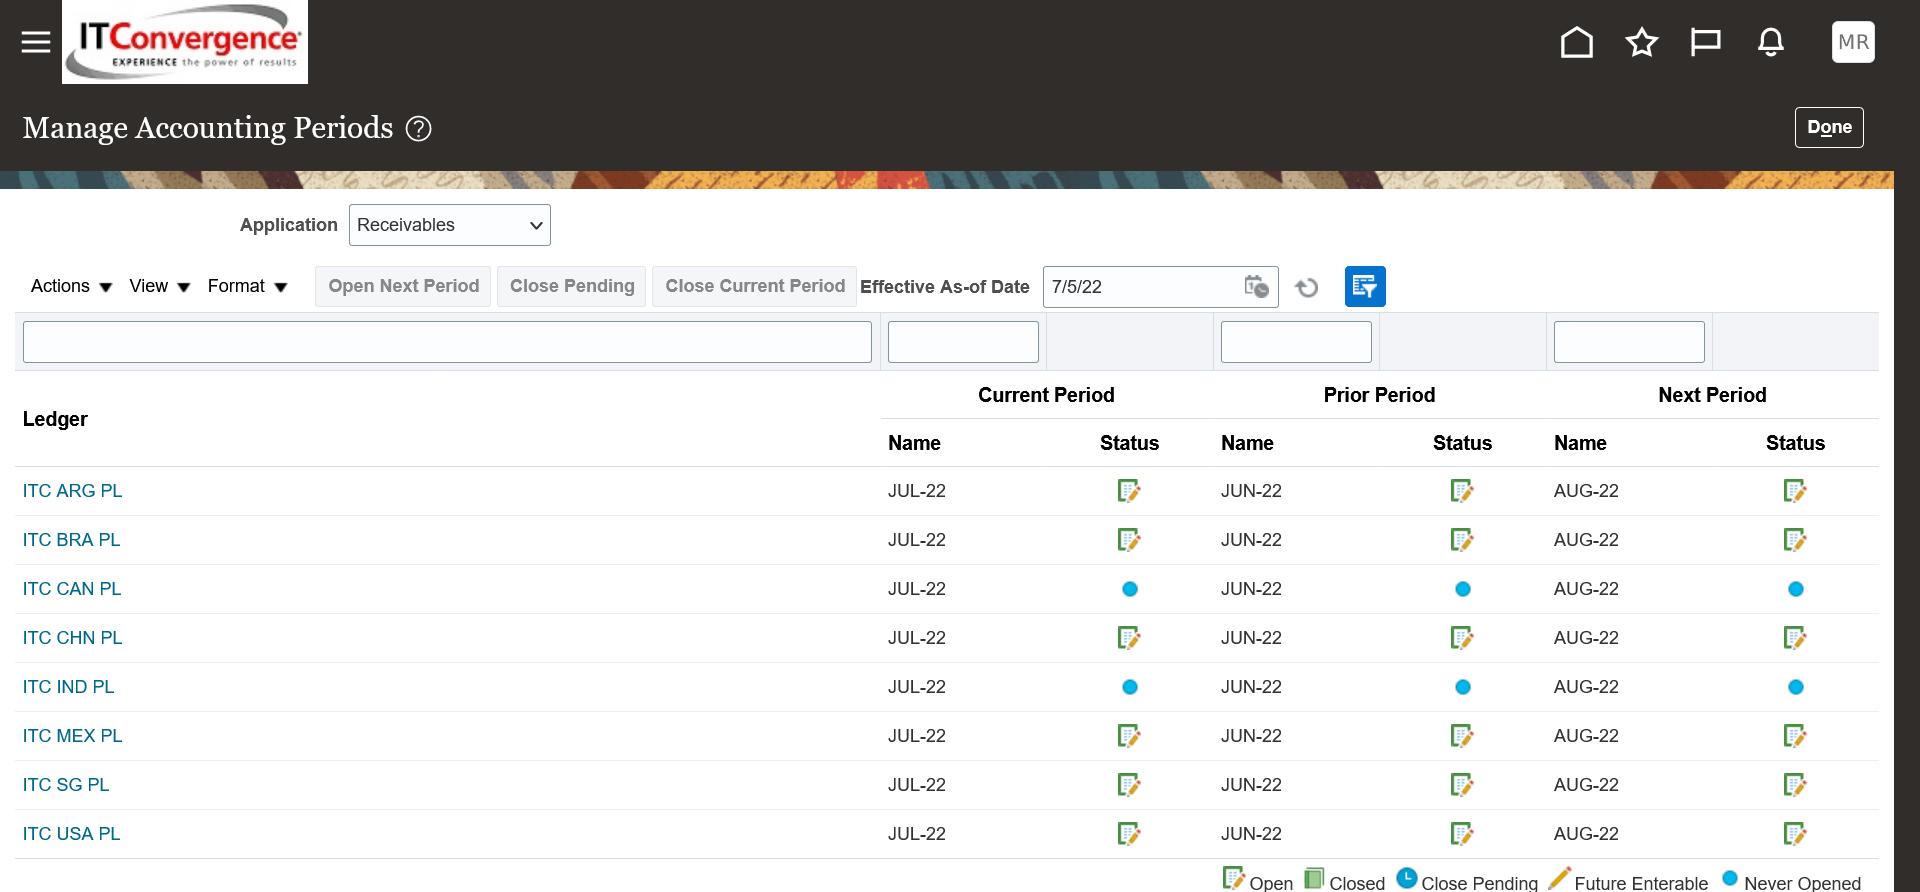 ITConvergence
EXPERIENCE the power of results
MR
Manage Accounting Periods ?
Done
Application Receivables
Actions View Format Open Next Period Close Pending Close Current Period Effective As-of Date 7/5/22
Current Period Prior Period Next Period
Ledger
Name Status Name Status Name Status
ITC ARG PL JUL-22 JUN-22 AUG-22
ITC BRA PL JUL-22 JUN-22 AUG-22
ITC CAN PL JUL-22 JUN-22 AUG-22
ITC CHN PL JUL-22 JUN-22 AUG-22
ITC IND PL JUL-22 JUN-22 AUG-22
ITC MEX PL JUL-22 JUN-22 AUG-22
ITC SG PL JUL-22 JUN-22 AUG-22
ITC USA PL JUL-22 JUN-22 AUG-22
Open Closed Close Pending Future Enterable Never Opened